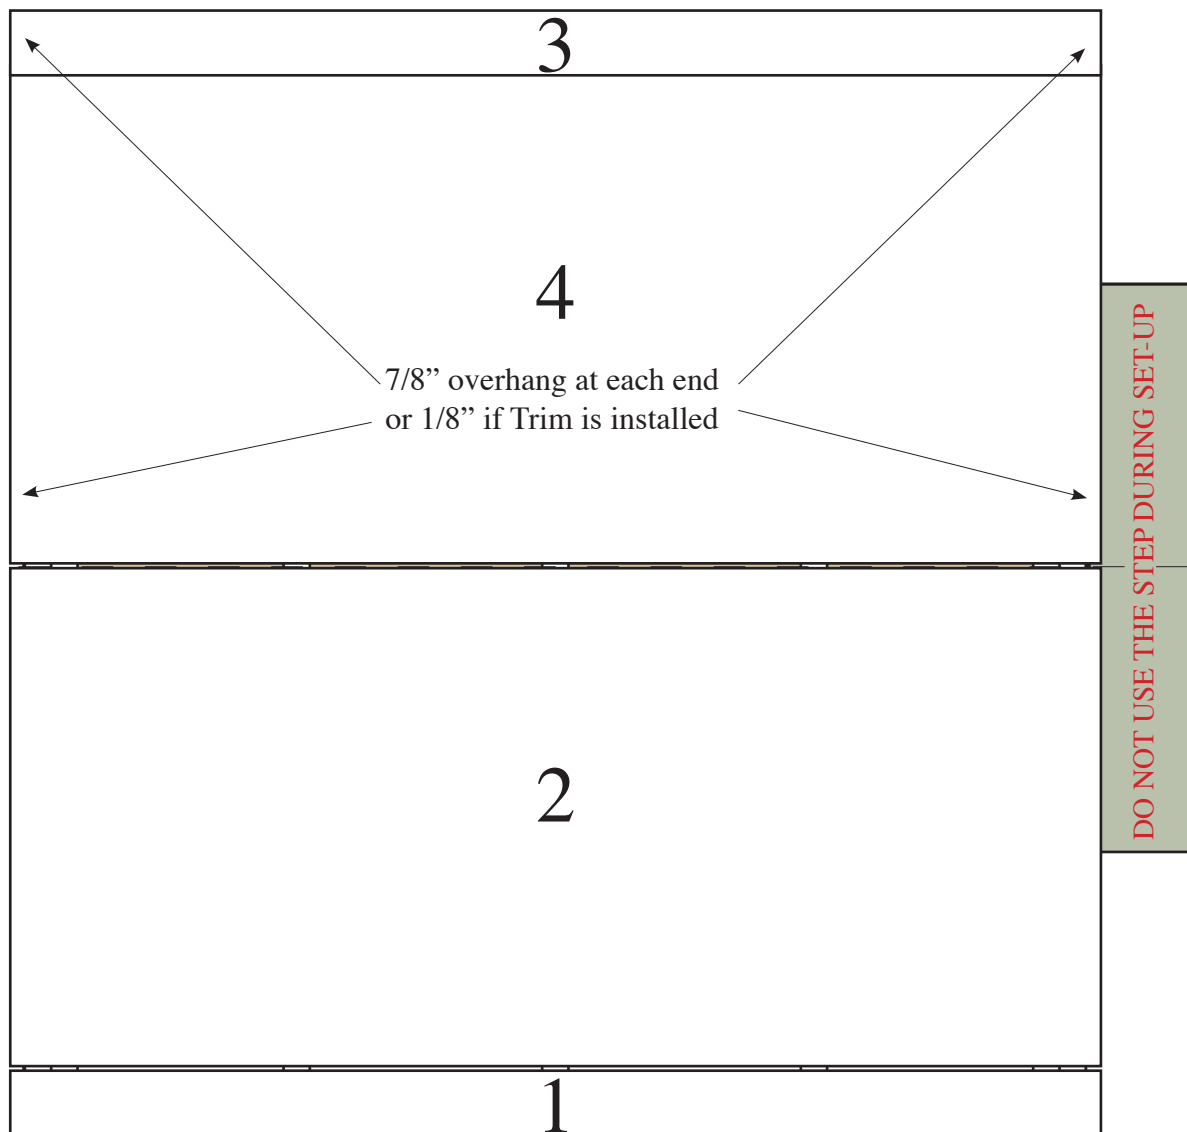 3
4
7/8” overhang at each end
or 1/8” if Trim is installed
DO NOT USE THE STEP DURING SET-UP
2
1